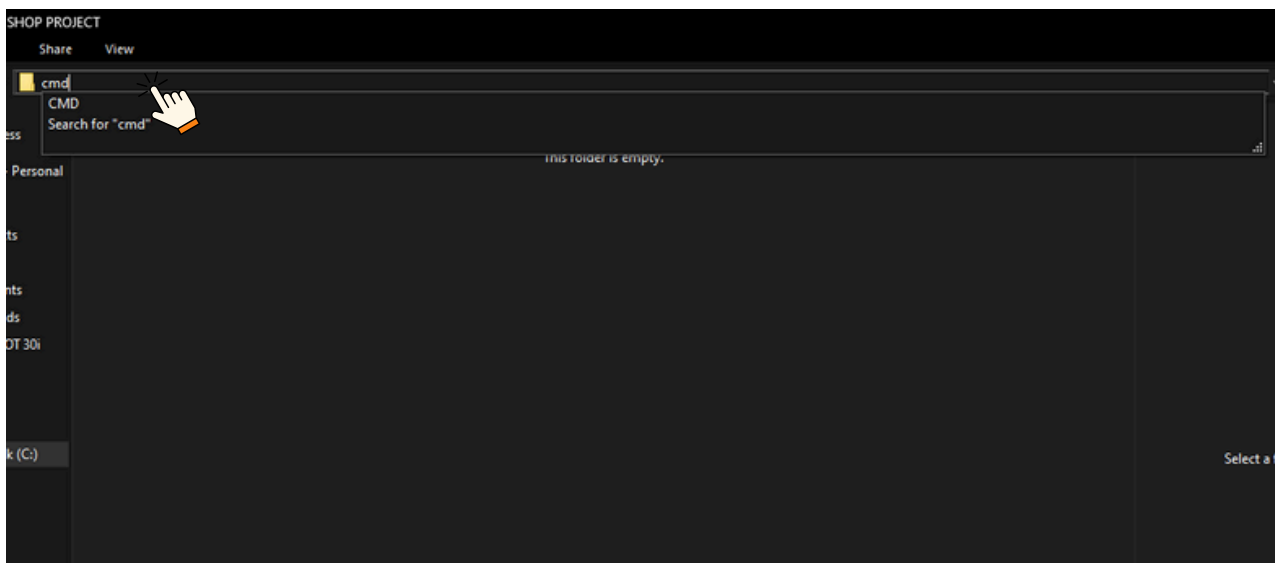 SHOP PROJECT
Share View
cmd
CMD
Search for "cmd"
ess
This folder is empty.
Personal
ts
nts
ds
OT 30i
k (C:)
Select a f